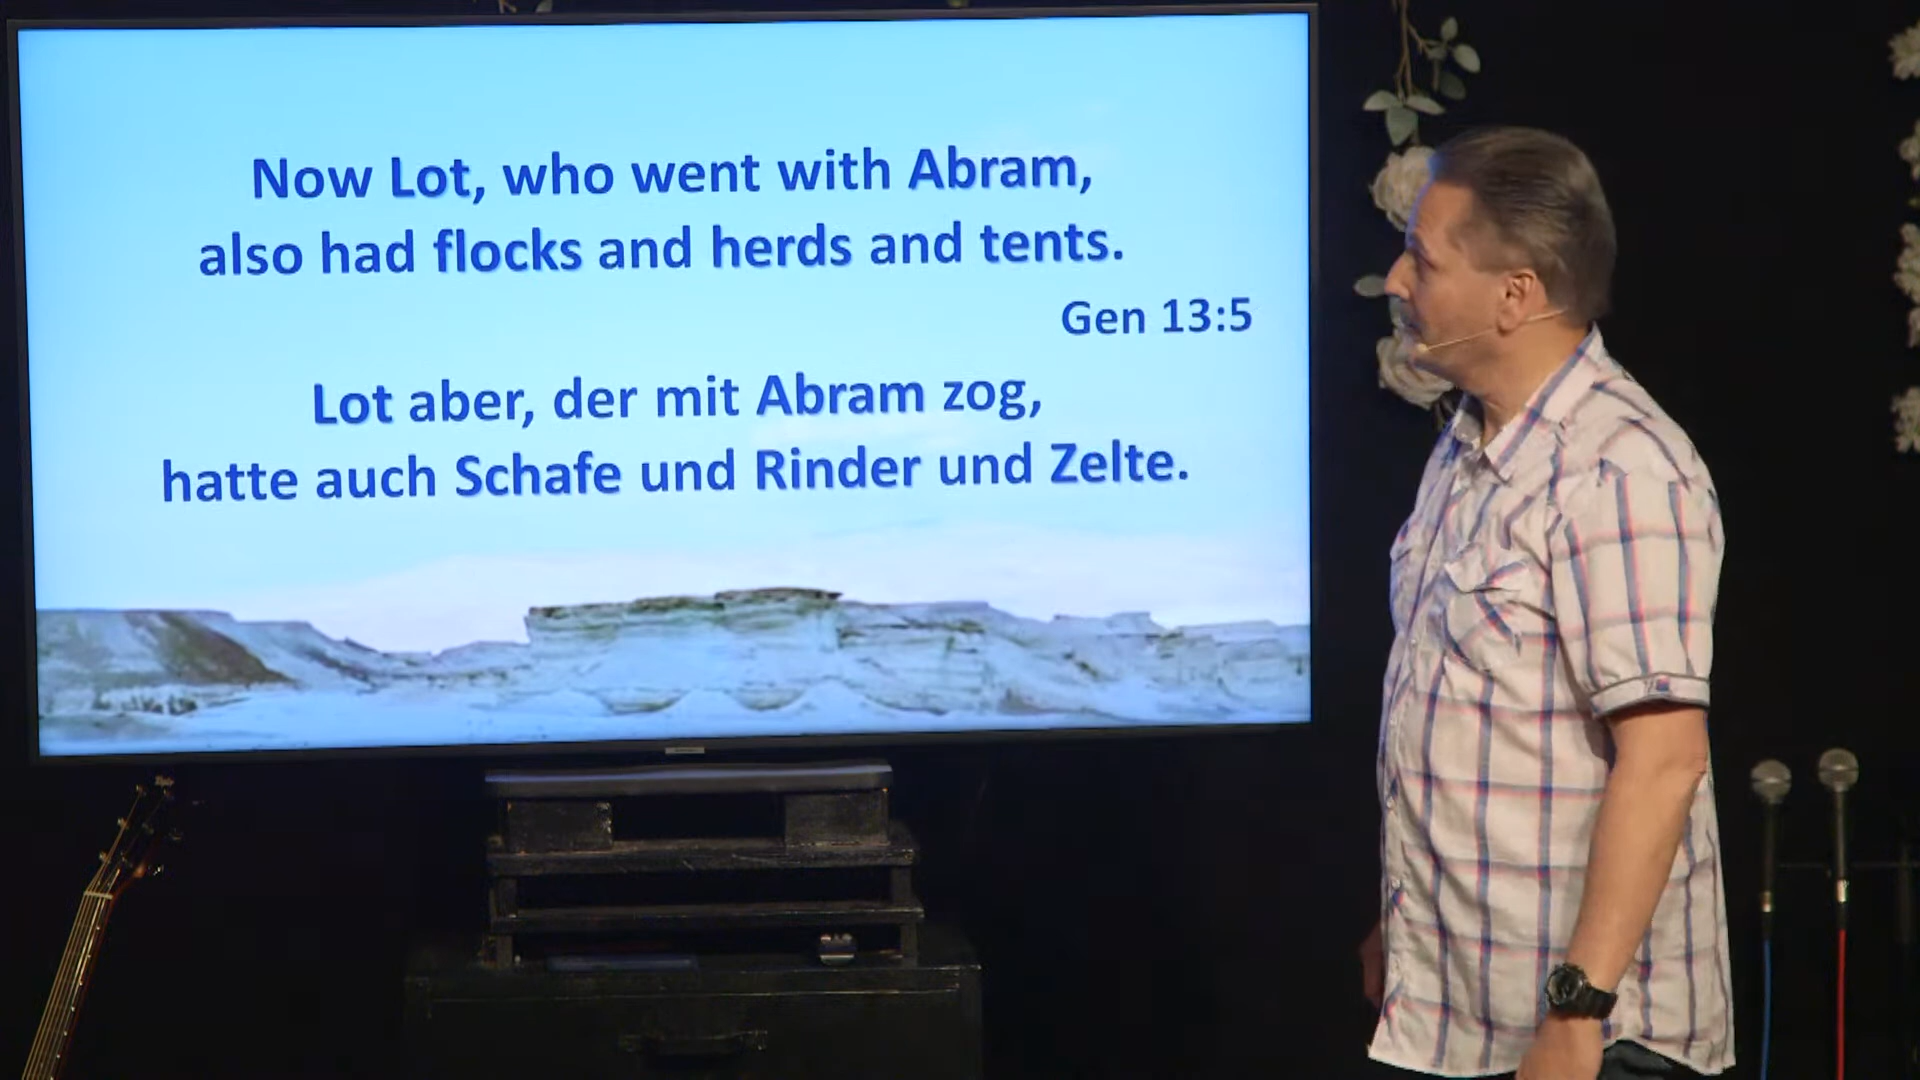 Now Lot, who went with Abram,
also had flocks and herds and tents.
Gen 13:5
Lot aber, der mit Abram zog,
hatte auch Schafe und Rinder und Zelte.